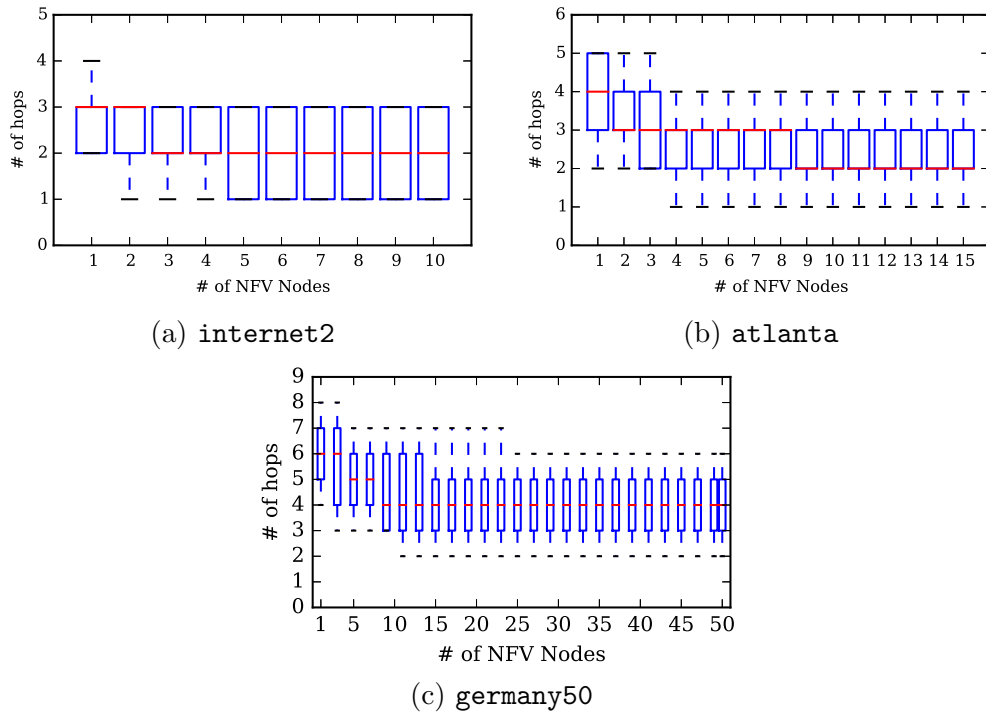 5
4
3
2
1
0
# of hops
1 2 3 4 5 6 7 8 9 10
# of NFV Nodes
(a) internet2
6
5
4
3
2
1
0
# of hops
1 2 3 4 5 6 7 8 9 10 11 12 13 14 15
# of NFV Nodes
(b) atlanta
9
8
7
6
5
4
3
2
1
0
# of hops
1 5 10 15 20 25 30 35 40 45 50
# of NFV Nodes
(c) germany50